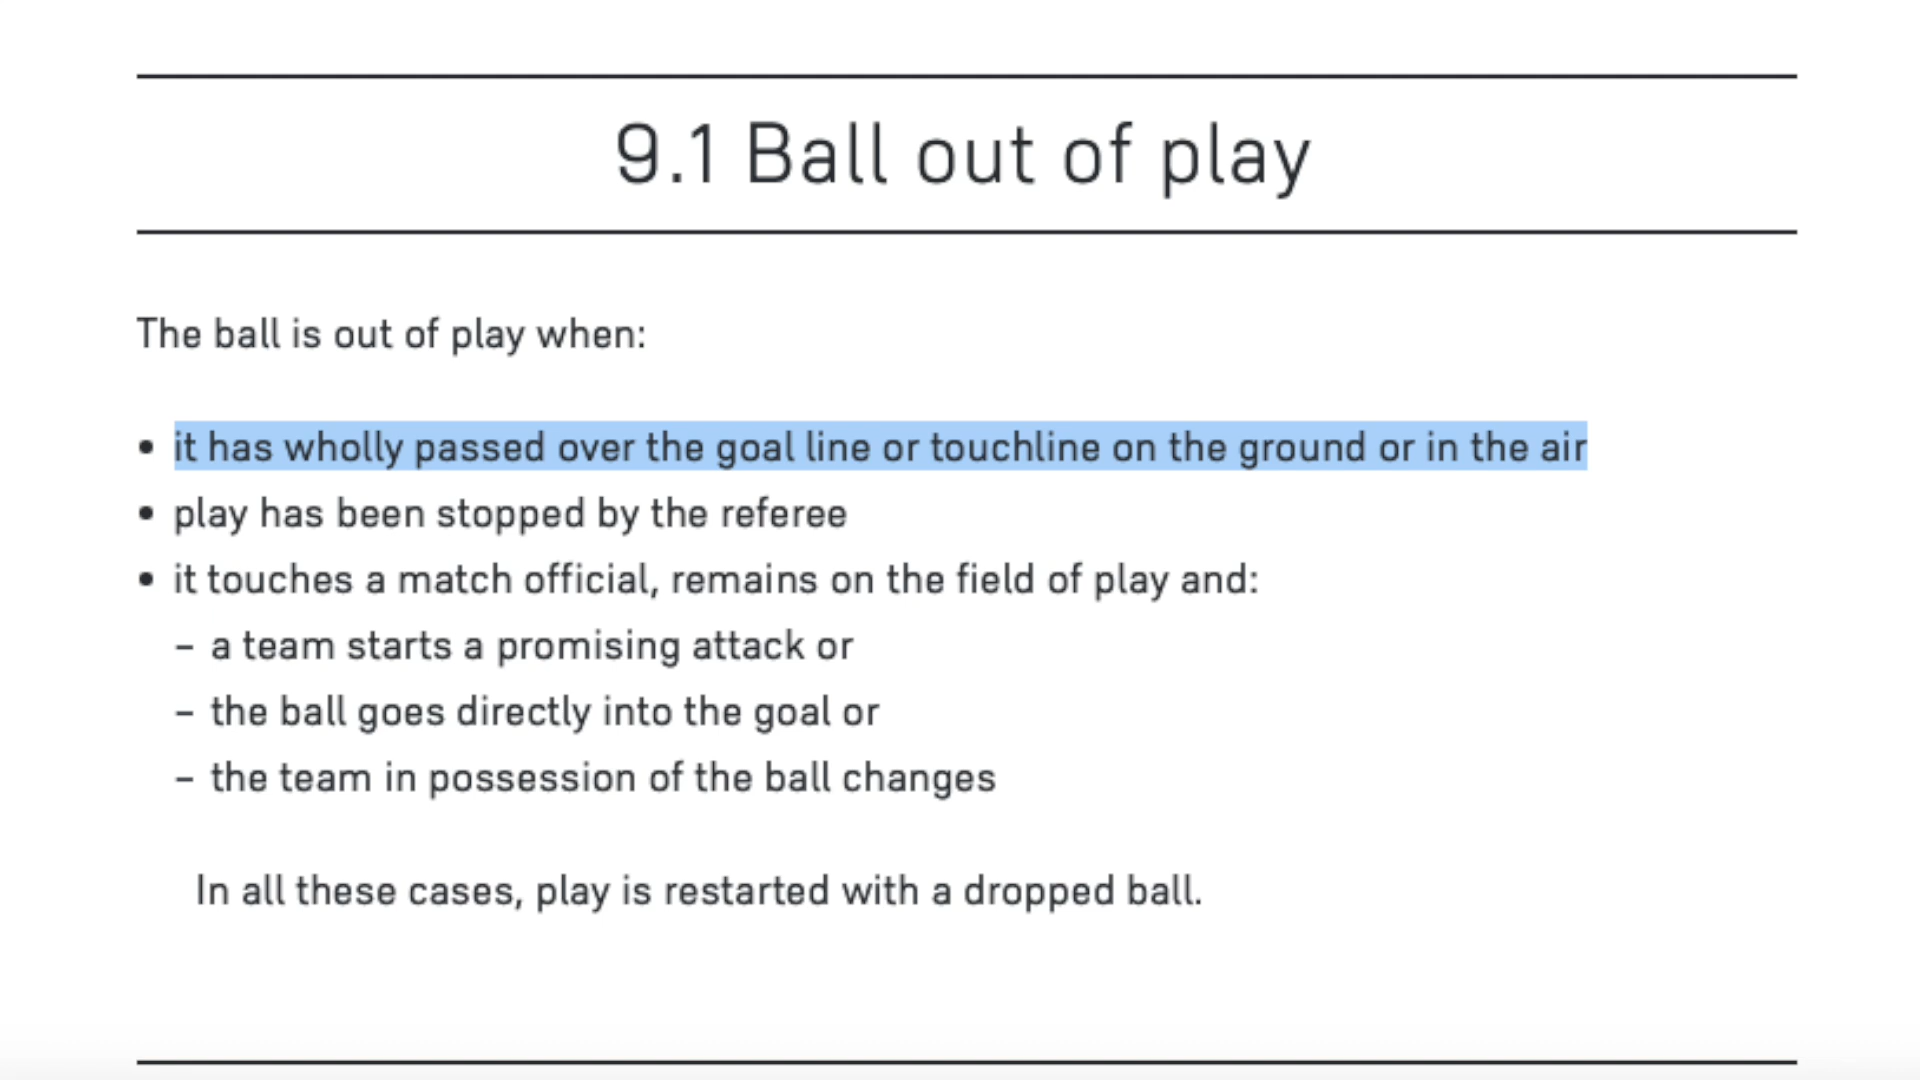 9.1 Ball out of play
The ball is out of play when:
• it has wholly passed over the goal line or touchline on the ground or in the air
• play has been stopped by the referee
• it touches a match official, remains on the field of play and:
– a team starts a promising attack or
– the ball goes directly into the goal or
– the team in possession of the ball changes
In all these cases, play is restarted with a dropped ball.